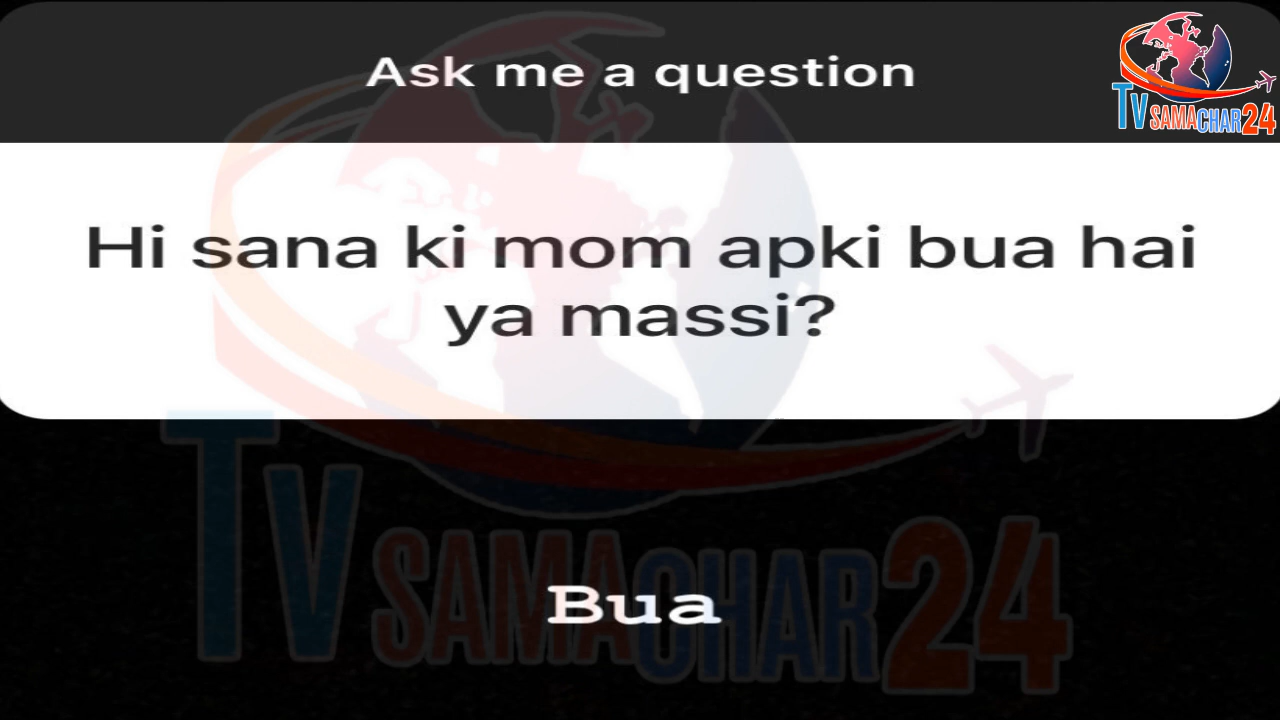 Ask me a question
TV SAMACHAR24
Hi sana ki mom apki bua hai
ya massi?
TV SAMACHAR24
Bua